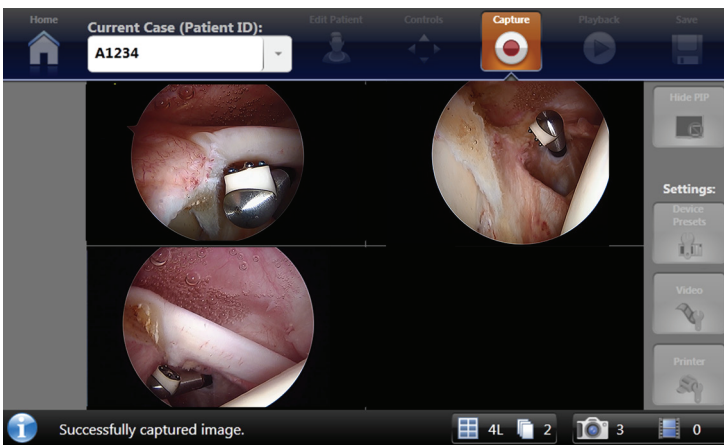 Home
Current Case (Patient ID):
A1234
Edit Patient
Controls
Capture
Playback
Save
Hide PIP
Settings:
Device
Presets
Video
Printer
Successfully captured image.
4L
2
3
0